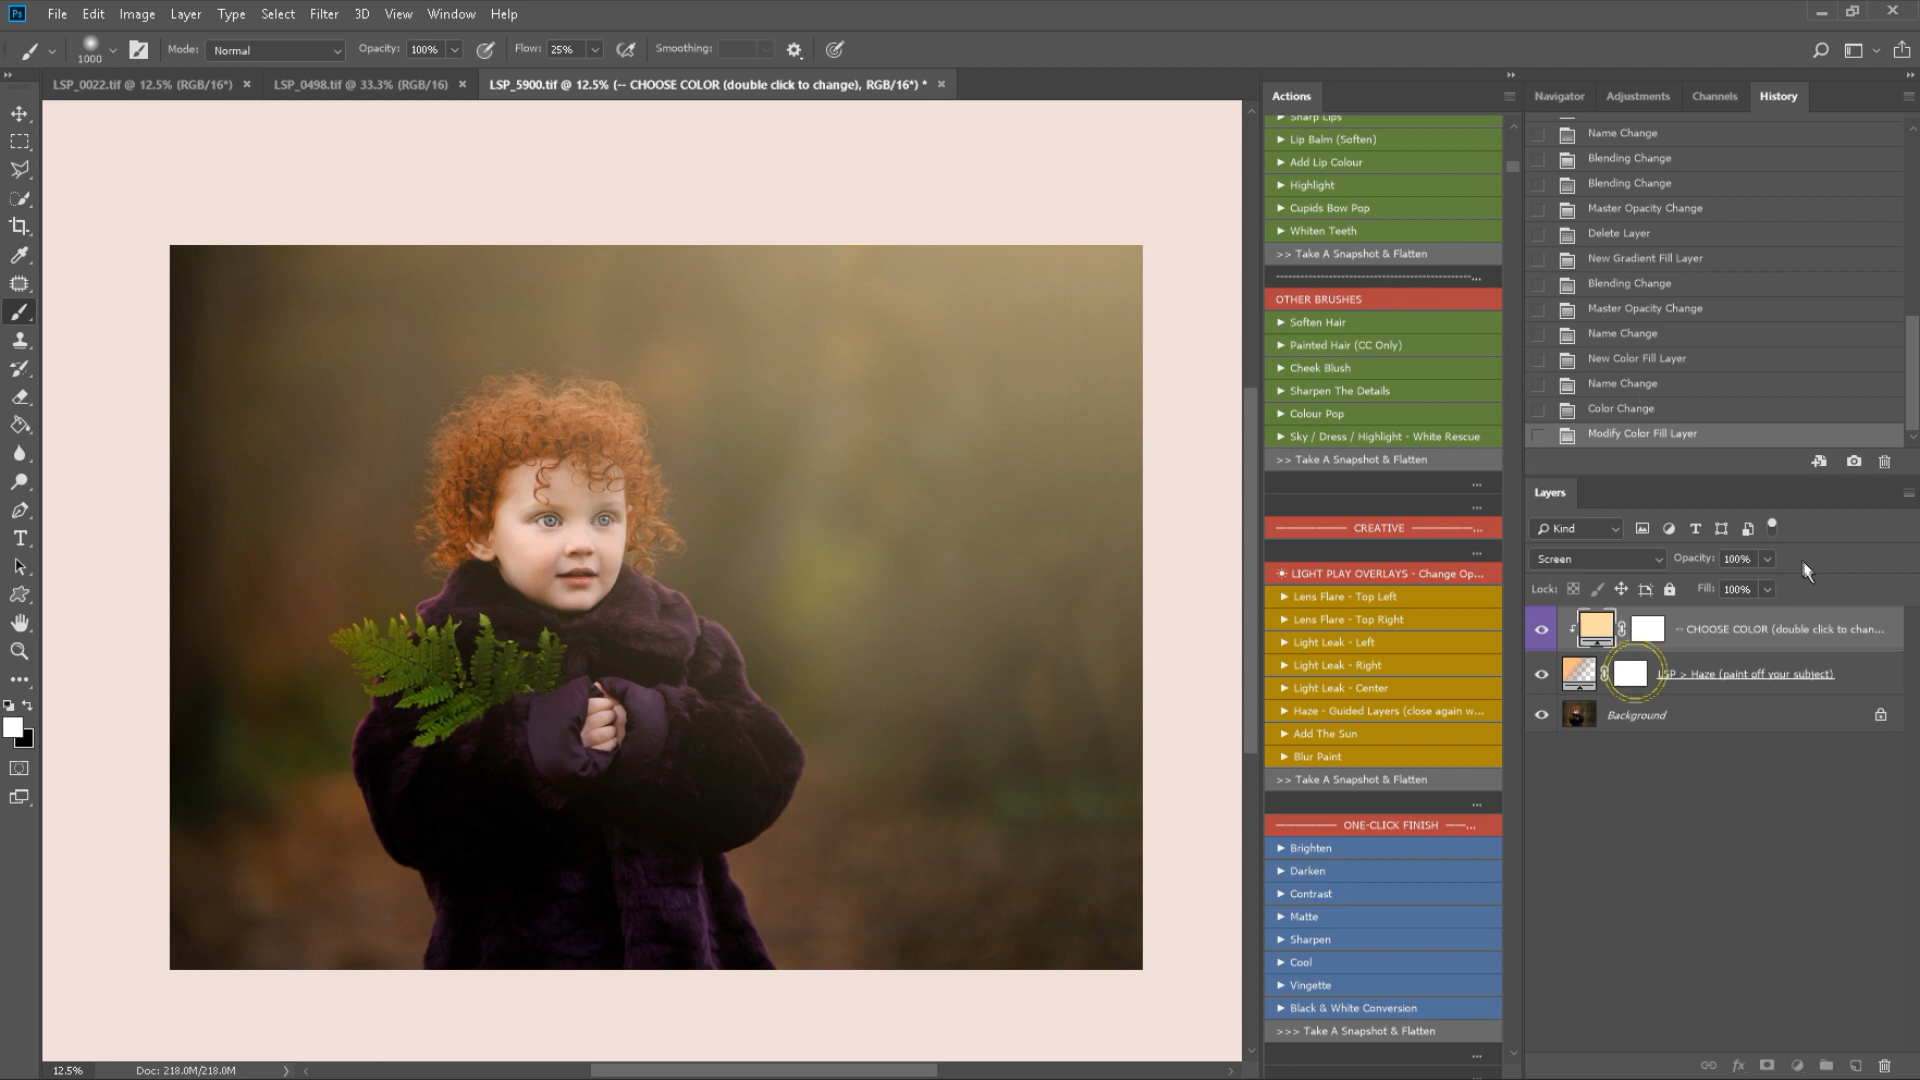 Ps File Edit Image Layer Type Select Filter 3D View Window Help
1000 Mode: Normal Opacity: 100% Flow: 25% Smoothing:
LSP_0022.tif @ 12.5% (RGB/16*) × LSP_0498.tif @ 33.3% (RGB/16) × LSP_5900.tif @ 12.5% (-- CHOOSE COLOR (double click to change), RGB/16*) * ×
Actions
Sharp Lips
Lip Balm (Soften)
Add Lip Colour
Highlight
Cupids Bow Pop
Whiten Teeth
>> Take A Snapshot & Flatten
OTHER BRUSHES
Soften Hair
Painted Hair (CC Only)
Cheek Blush
Sharpen The Details
Colour Pop
Sky / Dress / Highlight - White Rescue
>> Take A Snapshot & Flatten
...
...
CREATIVE ...
...
LIGHT PLAY OVERLAYS - Change Op...
Lens Flare - Top Left
Lens Flare - Top Right
Light Leak - Left
Light Leak - Right
Light Leak - Center
Haze - Guided Layers (close again w...
Add The Sun
Blur Paint
>> Take A Snapshot & Flatten
...
ONE-CLICK FINISH ...
Brighten
Darken
Contrast
Matte
Sharpen
Cool
Vingette
Black & White Conversion
>>> Take A Snapshot & Flatten
...
Navigator Adjustments Channels History
Name Change
Blending Change
Blending Change
Master Opacity Change
Delete Layer
New Gradient Fill Layer
Blending Change
Master Opacity Change
Name Change
New Color Fill Layer
Name Change
Color Change
Modify Color Fill Layer
Layers
Kind
Screen Opacity: 100%
Lock: Fill: 100%
-- CHOOSE COLOR (double click to chan...
LSP > Haze (paint off your subject)
Background
fx
12.5% Doc: 218.0M/218.0M